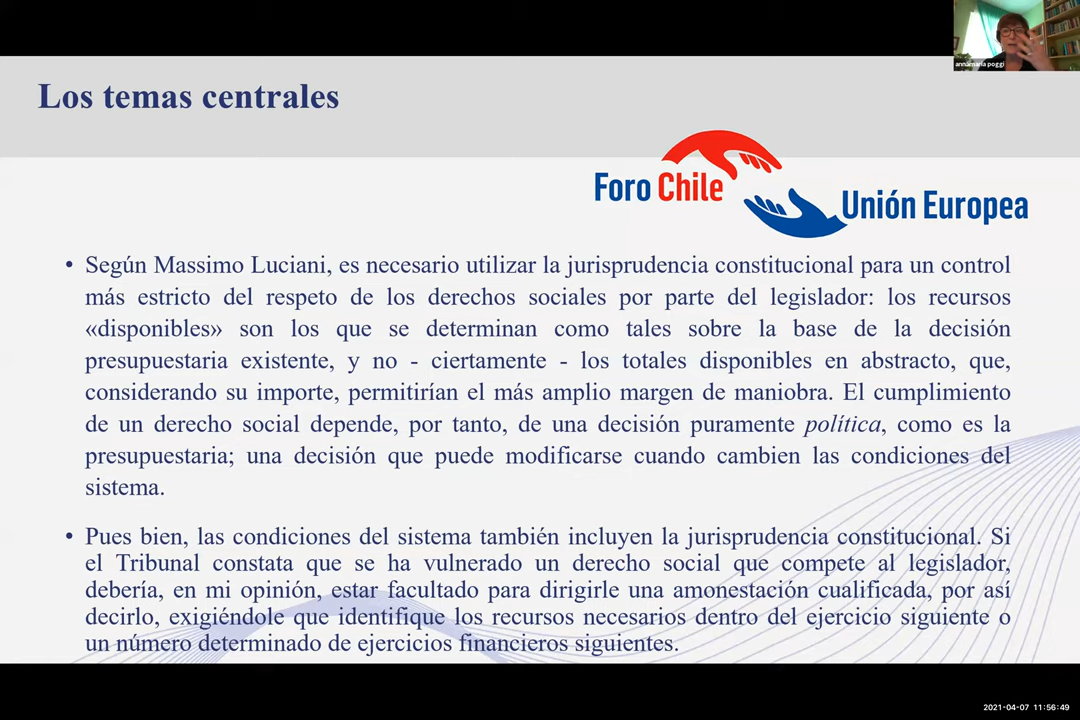 annamaria poggi
Los temas centrales
Foro Chile
Unión Europea
• Según Massimo Luciani, es necesario utilizar la jurisprudencia constitucional para un control
más estricto del respeto de los derechos sociales por parte del legislador: los recursos
«disponibles» son los que se determinan como tales sobre la base de la decisión
presupuestaria existente, y no - ciertamente - los totales disponibles en abstracto, que,
considerando su importe, permitirían el más amplio margen de maniobra. El cumplimiento
de un derecho social depende, por tanto, de una decisión puramente política, como es la
presupuestaria; una decisión que puede modificarse cuando cambien las condiciones del
sistema.
• Pues bien, las condiciones del sistema también incluyen la jurisprudencia constitucional. Si
el Tribunal constata que se ha vulnerado un derecho social que compete al legislador,
debería, en mi opinión, estar facultado para dirigirle una amonestación cualificada, por así
decirlo, exigiéndole que identifique los recursos necesarios dentro del ejercicio siguiente o
un número determinado de ejercicios financieros siguientes.
2021-04-07 11:56:49